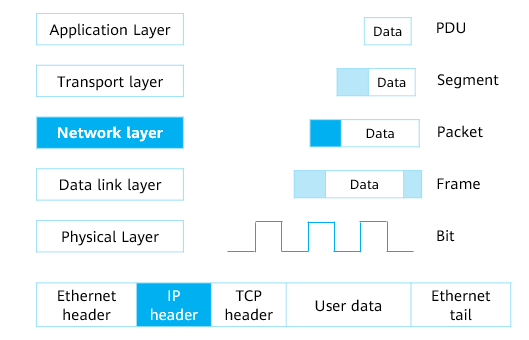 Application Layer Data PDU
Transport layer Data Segment
Network layer Data Packet
Data link layer Data Frame
Physical Layer Bit
Ethernet header IP header TCP header User data Ethernet tail